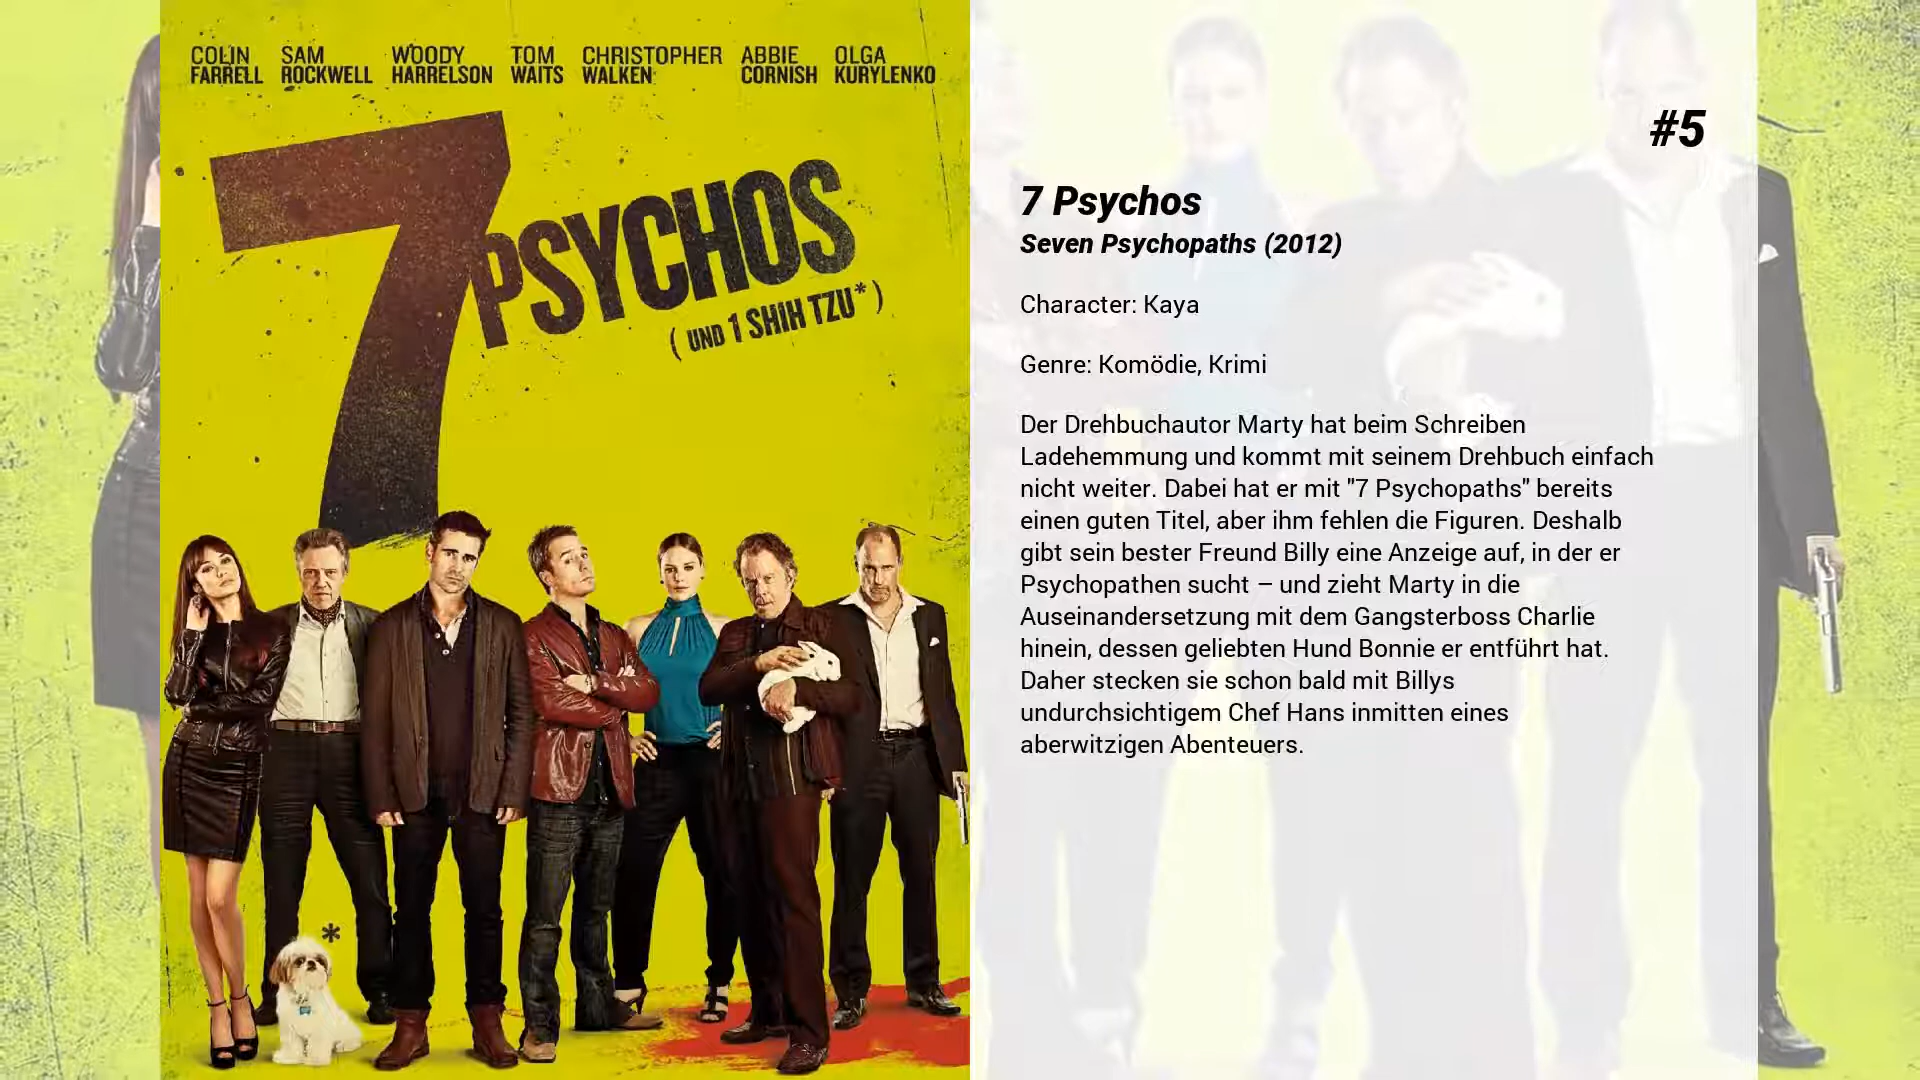 COLIN FARRELL SAM ROCKWELL WOODY HARRELSON TOM WAITS CHRISTOPHER WALKEN ABBIE CORNISH OLGA KURYLENKO
7 PSYCHOS
( UND 1 SHIH TZU* )
*
#5
7 Psychos
Seven Psychopaths (2012)
Character: Kaya
Genre: Komödie, Krimi
Der Drehbuchautor Marty hat beim Schreiben
Ladehemmung und kommt mit seinem Drehbuch einfach
nicht weiter. Dabei hat er mit "7 Psychopaths" bereits
einen guten Titel, aber ihm fehlen die Figuren. Deshalb
gibt sein bester Freund Billy eine Anzeige auf, in der er
Psychopathen sucht – und zieht Marty in die
Auseinandersetzung mit dem Gangsterboss Charlie
hinein, dessen geliebten Hund Bonnie er entführt hat.
Daher stecken sie schon bald mit Billys
undurchsichtigem Chef Hans inmitten eines
aberwitzigen Abenteuers.